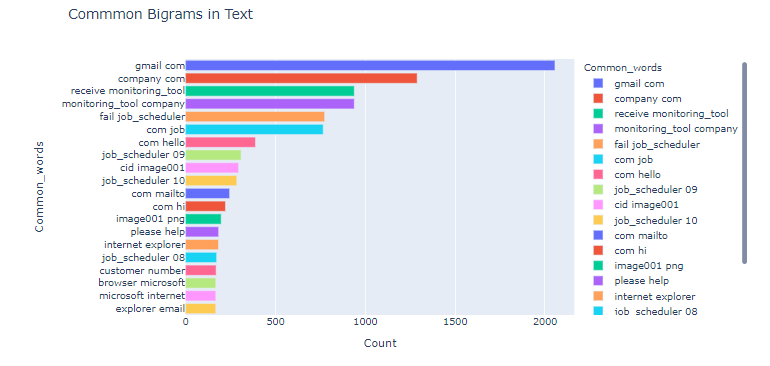 Commmon Bigrams in Text
Common_words
gmail com
company com
receive monitoring_tool
monitoring_tool company
fail job_scheduler
com job
com hello
job_scheduler 09
cid image001
job_scheduler 10
com mailto
com hi
image001 png
please help
internet explorer
job_scheduler 08
customer number
browser microsoft
microsoft internet
explorer email
0 500 1000 1500 2000
Count
Common_words
gmail com
company com
receive monitoring_tool
monitoring_tool company
fail job_scheduler
com job
com hello
job_scheduler 09
cid image001
job_scheduler 10
com mailto
com hi
image001 png
please help
internet explorer
job_scheduler 08